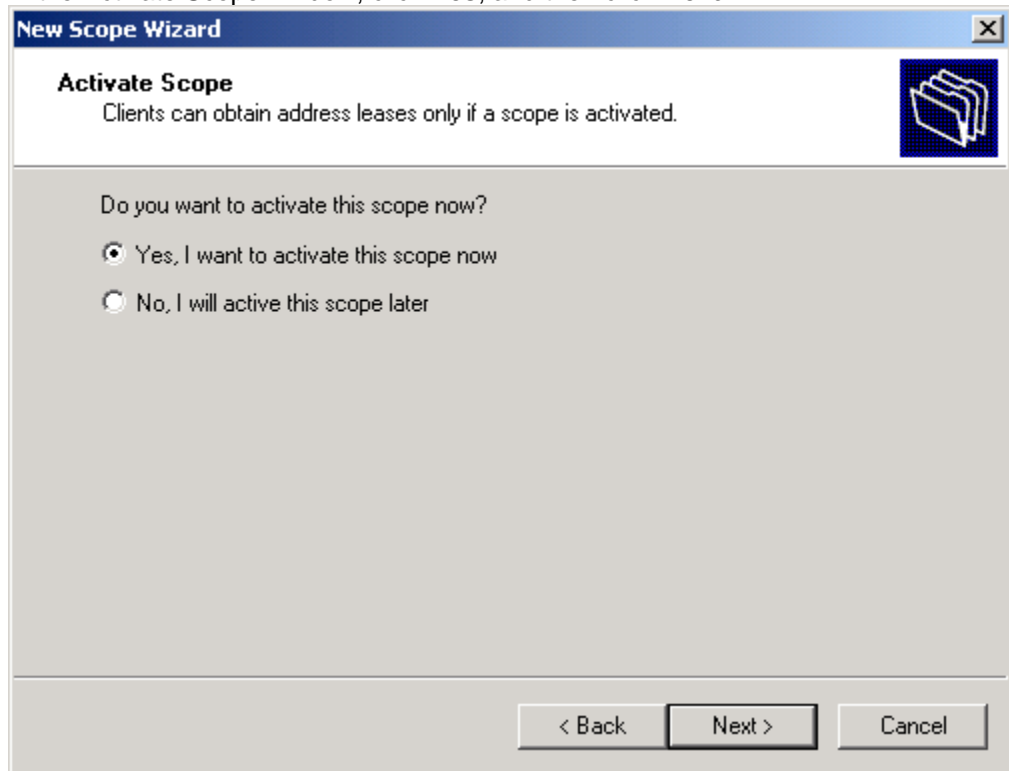 New Scope Wizard
Activate Scope
Clients can obtain address leases only if a scope is activated.
Do you want to activate this scope now?
Yes, I want to activate this scope now
No, I will active this scope later
< Back
Next >
Cancel